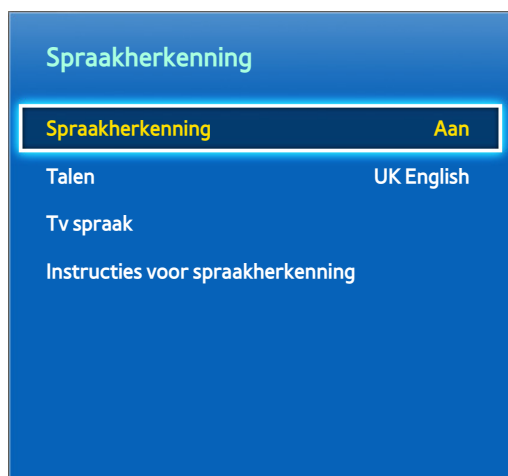 Spraakherkenning
Spraakherkenning Aan
Talen UK English
Tv spraak
Instructies voor spraakherkenning